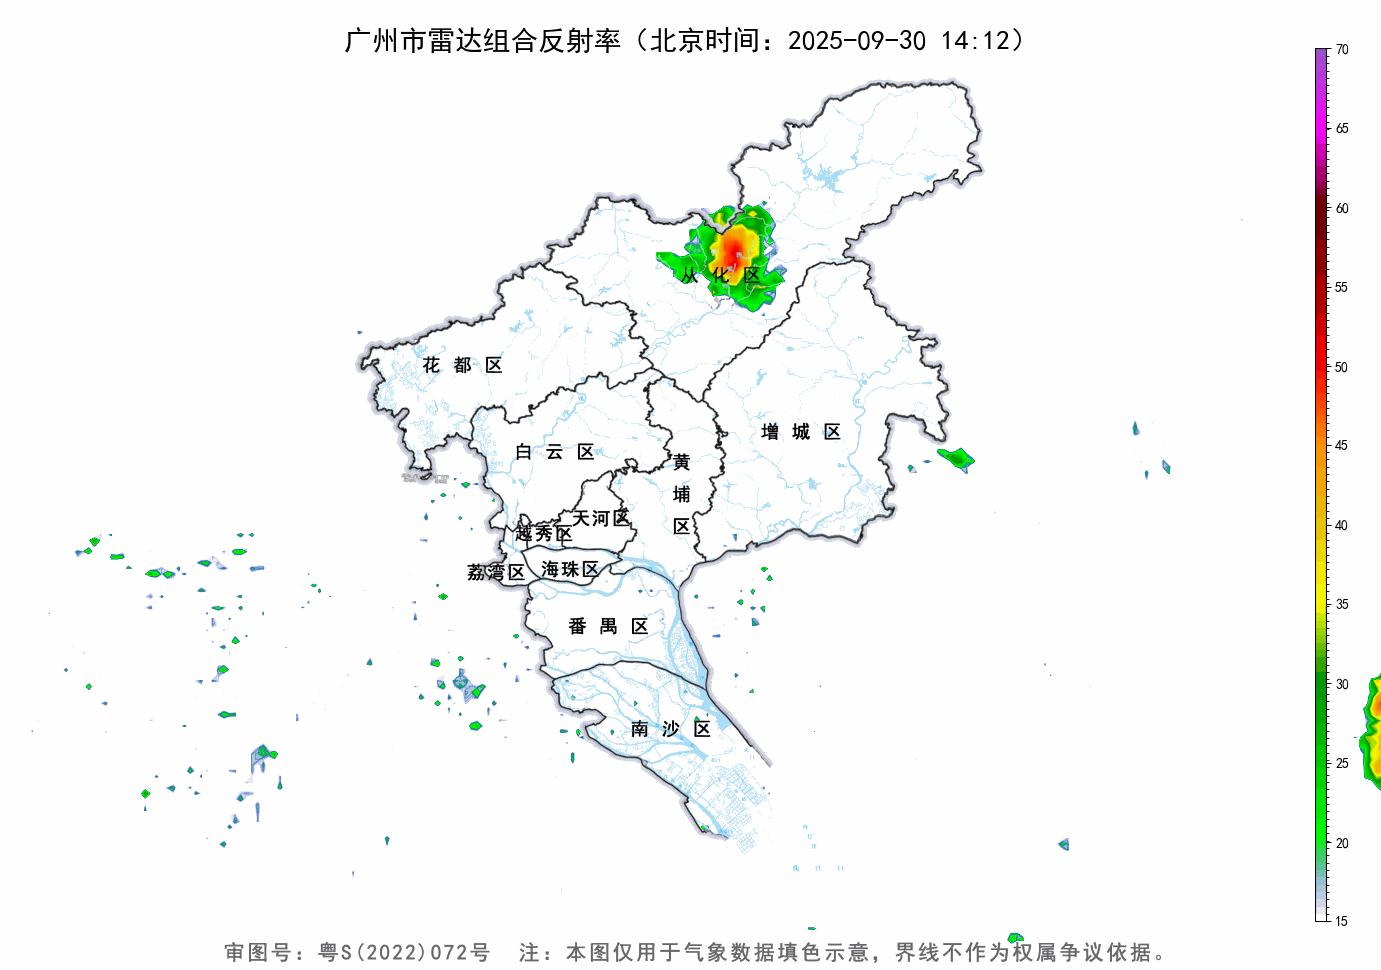 广州市雷达组合反射率（北京时间：2025-09-30 14:12）
70
65
60
55
50
45
40
35
30
25
20
15
从 化 区
花 都 区
增 城 区
白 云 区
黄
埔
区
天河区
越秀区
荔湾区
海珠区
番 禺 区
南 沙 区
审图号：粤S(2022)072号 注：本图仅用于气象数据填色示意，界线不作为权属争议依据。